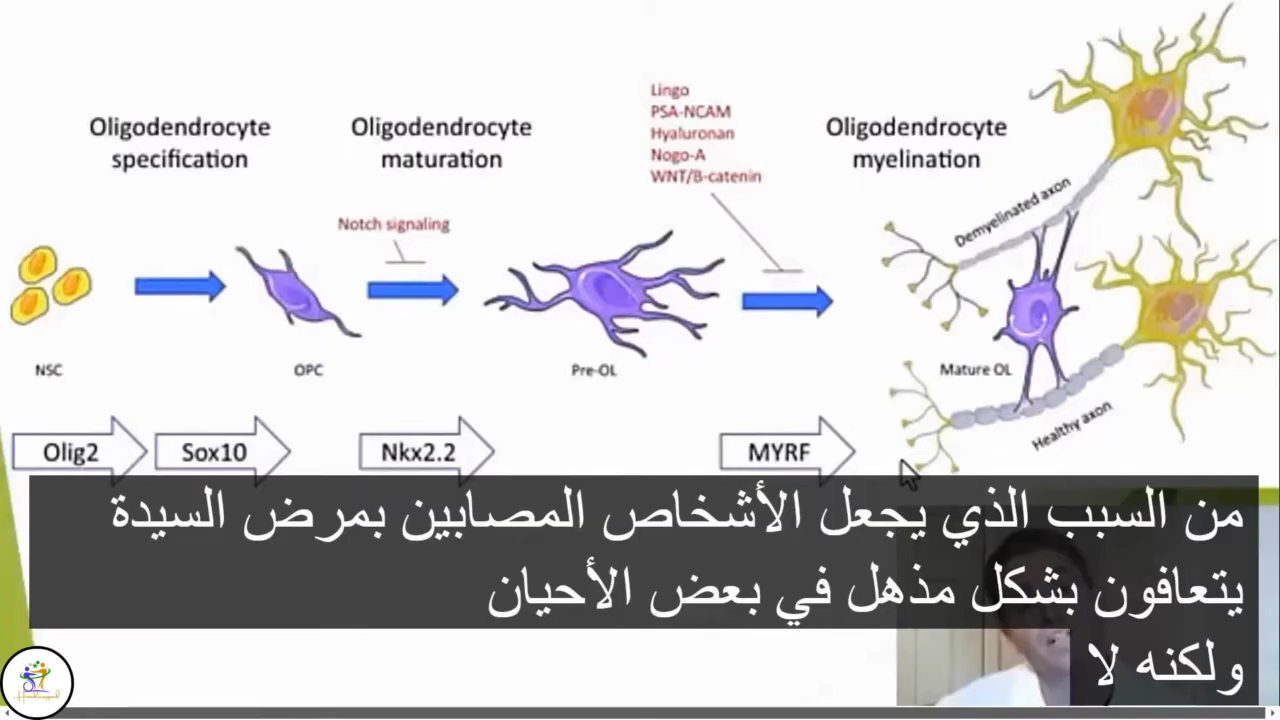 Lingo
PSA-NCAM
Hyaluronan
Nogo-A
WNT/B-catenin
Oligodendrocyte
specification
Oligodendrocyte
maturation
Oligodendrocyte
myelination
Notch signaling
Demyelinated axon
NSC
OPC
Pre-OL
Mature OL
Healthy axon
Olig2
Sox10
Nkx2.2
MYRF
من السبب الذي يجعل الأشخاص المصابين بمرض السيدة
يتعافون بشكل مذهل في بعض الأحيان
ولكنه لا